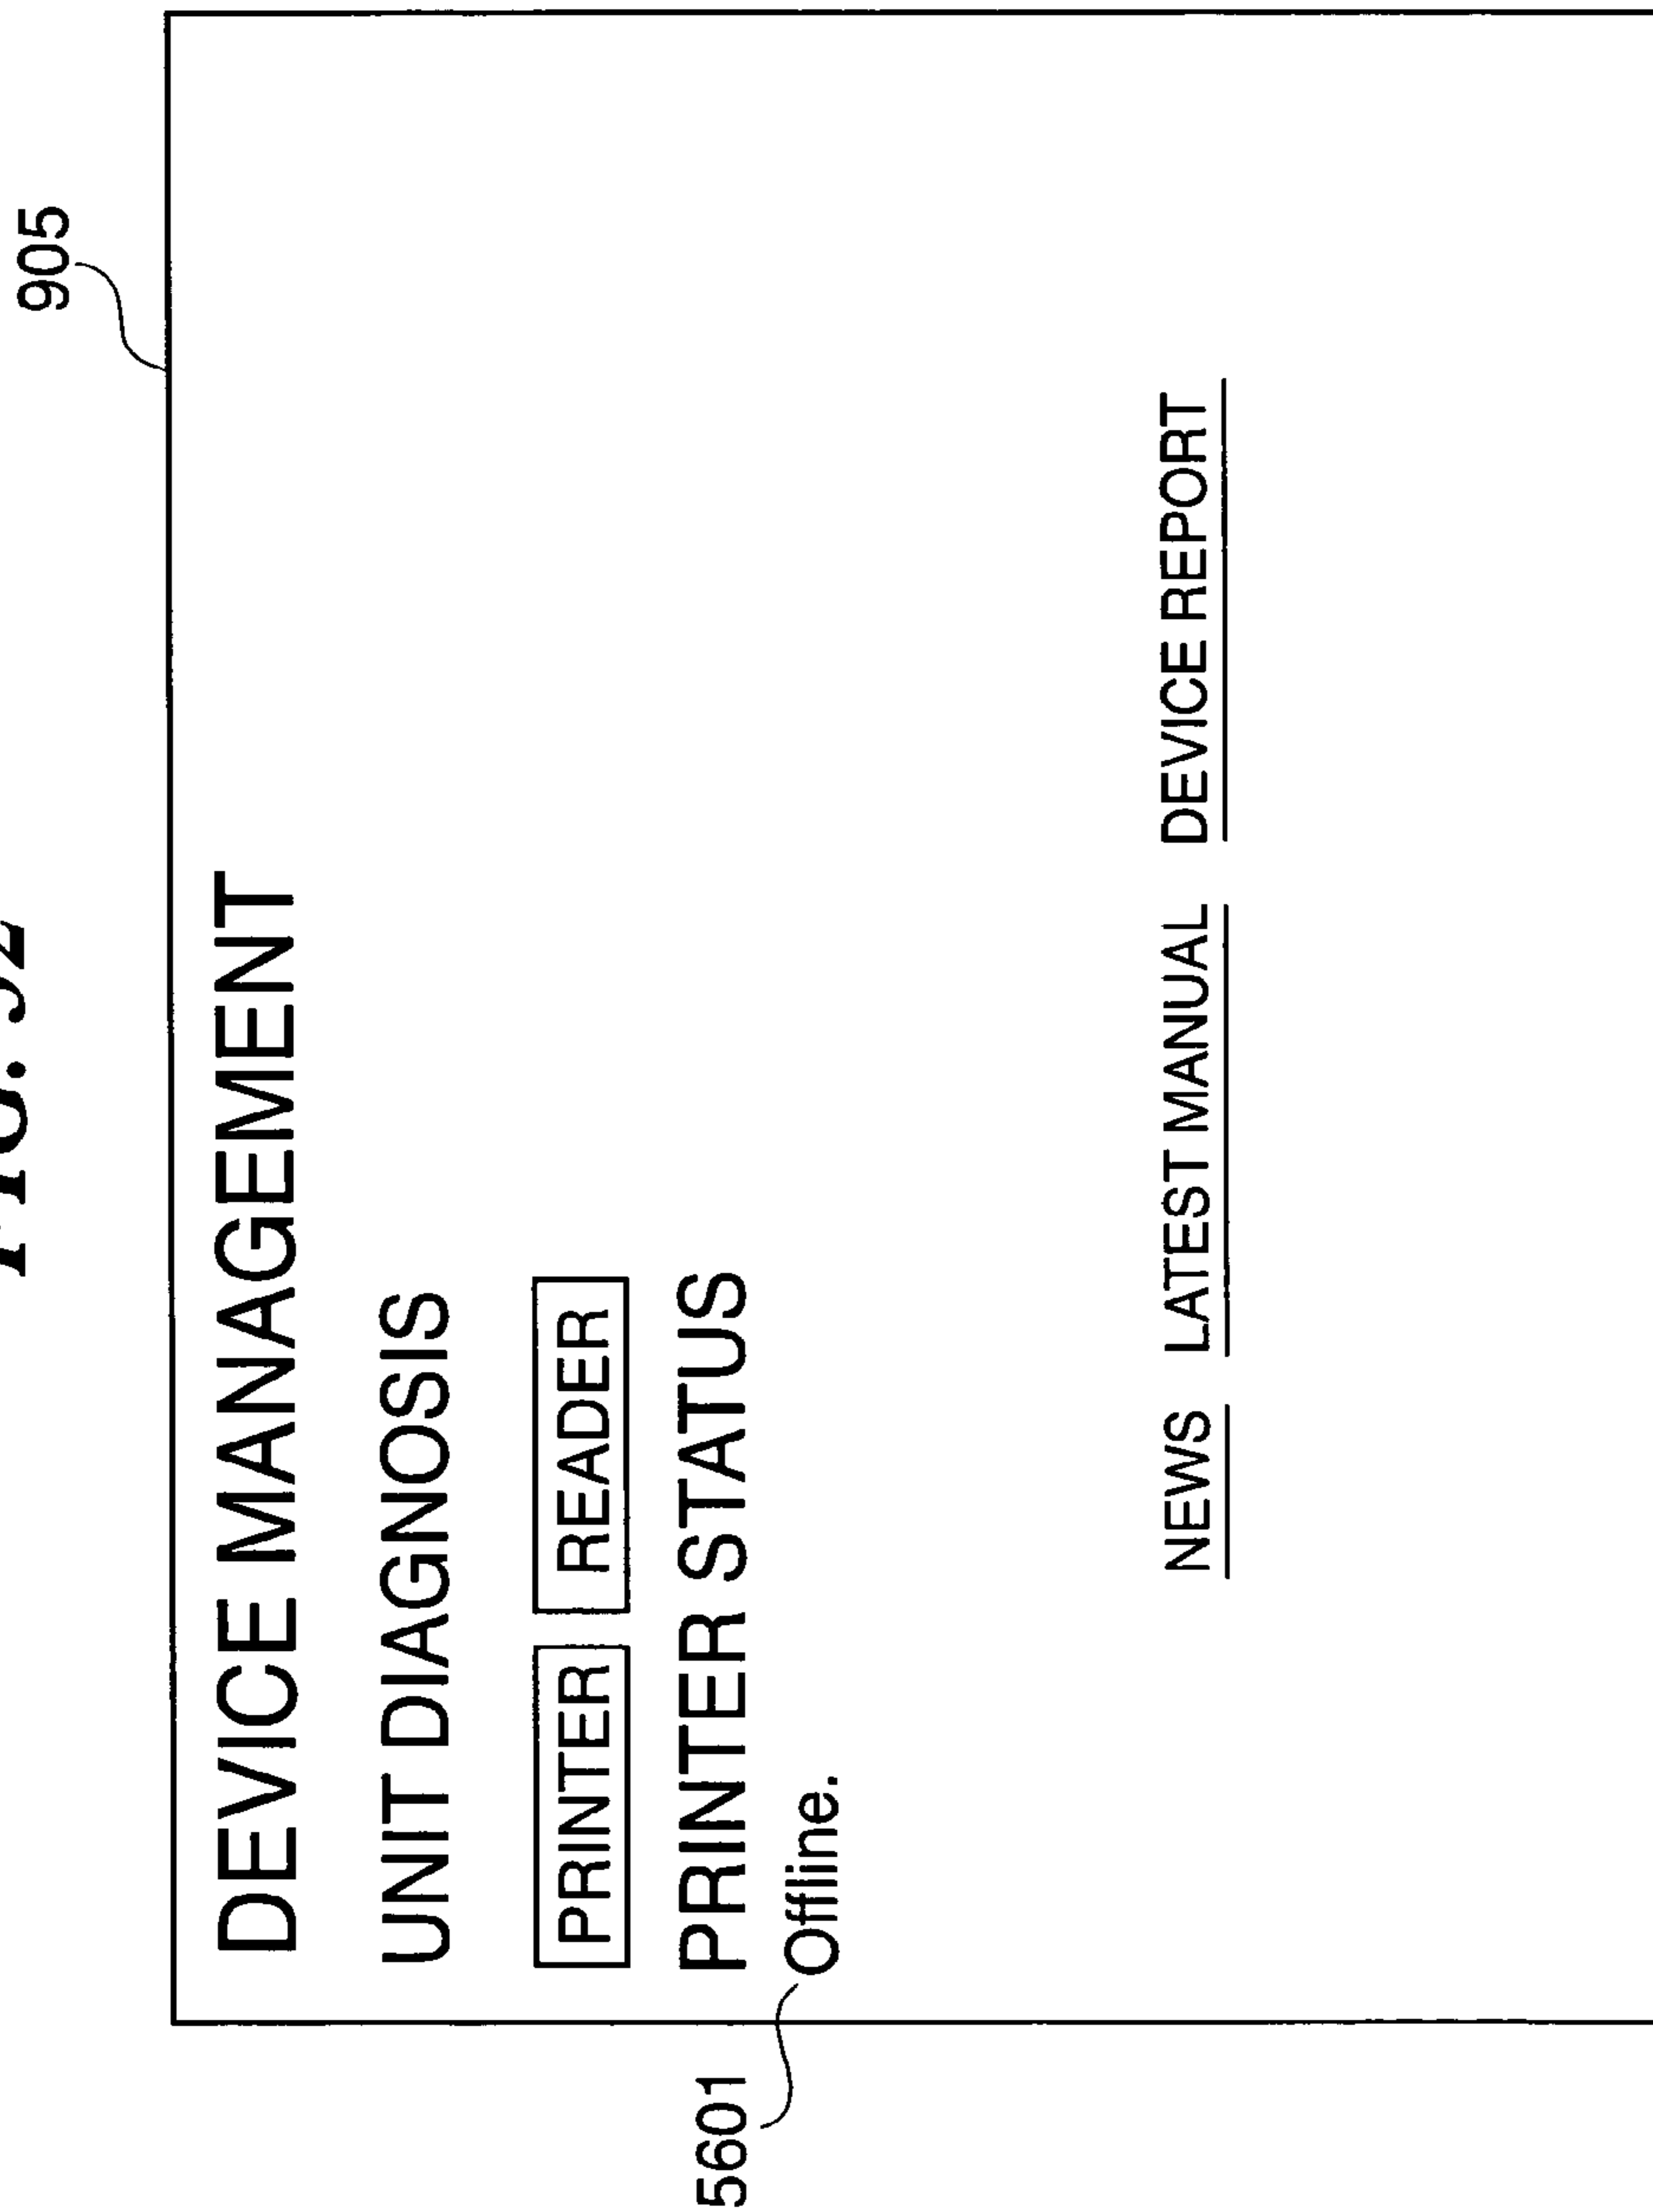 905
DEVICE MANAGEMENT
UNIT DIAGNOSIS
PRINTER READER
PRINTER STATUS
5601 Offline.
NEWS LATEST MANUAL DEVICE REPORT